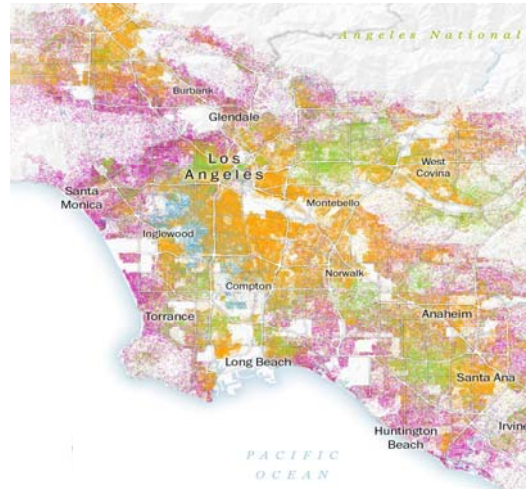 Angeles National
Burbank
Glendale
Los
Angeles
West
Covina
Santa
Monica
Montebello
Inglewood
Norwalk
Compton
Torrance
Anaheim
Long Beach
Santa Ana
Huntington
Beach
Irvine
PACIFIC
OCEAN